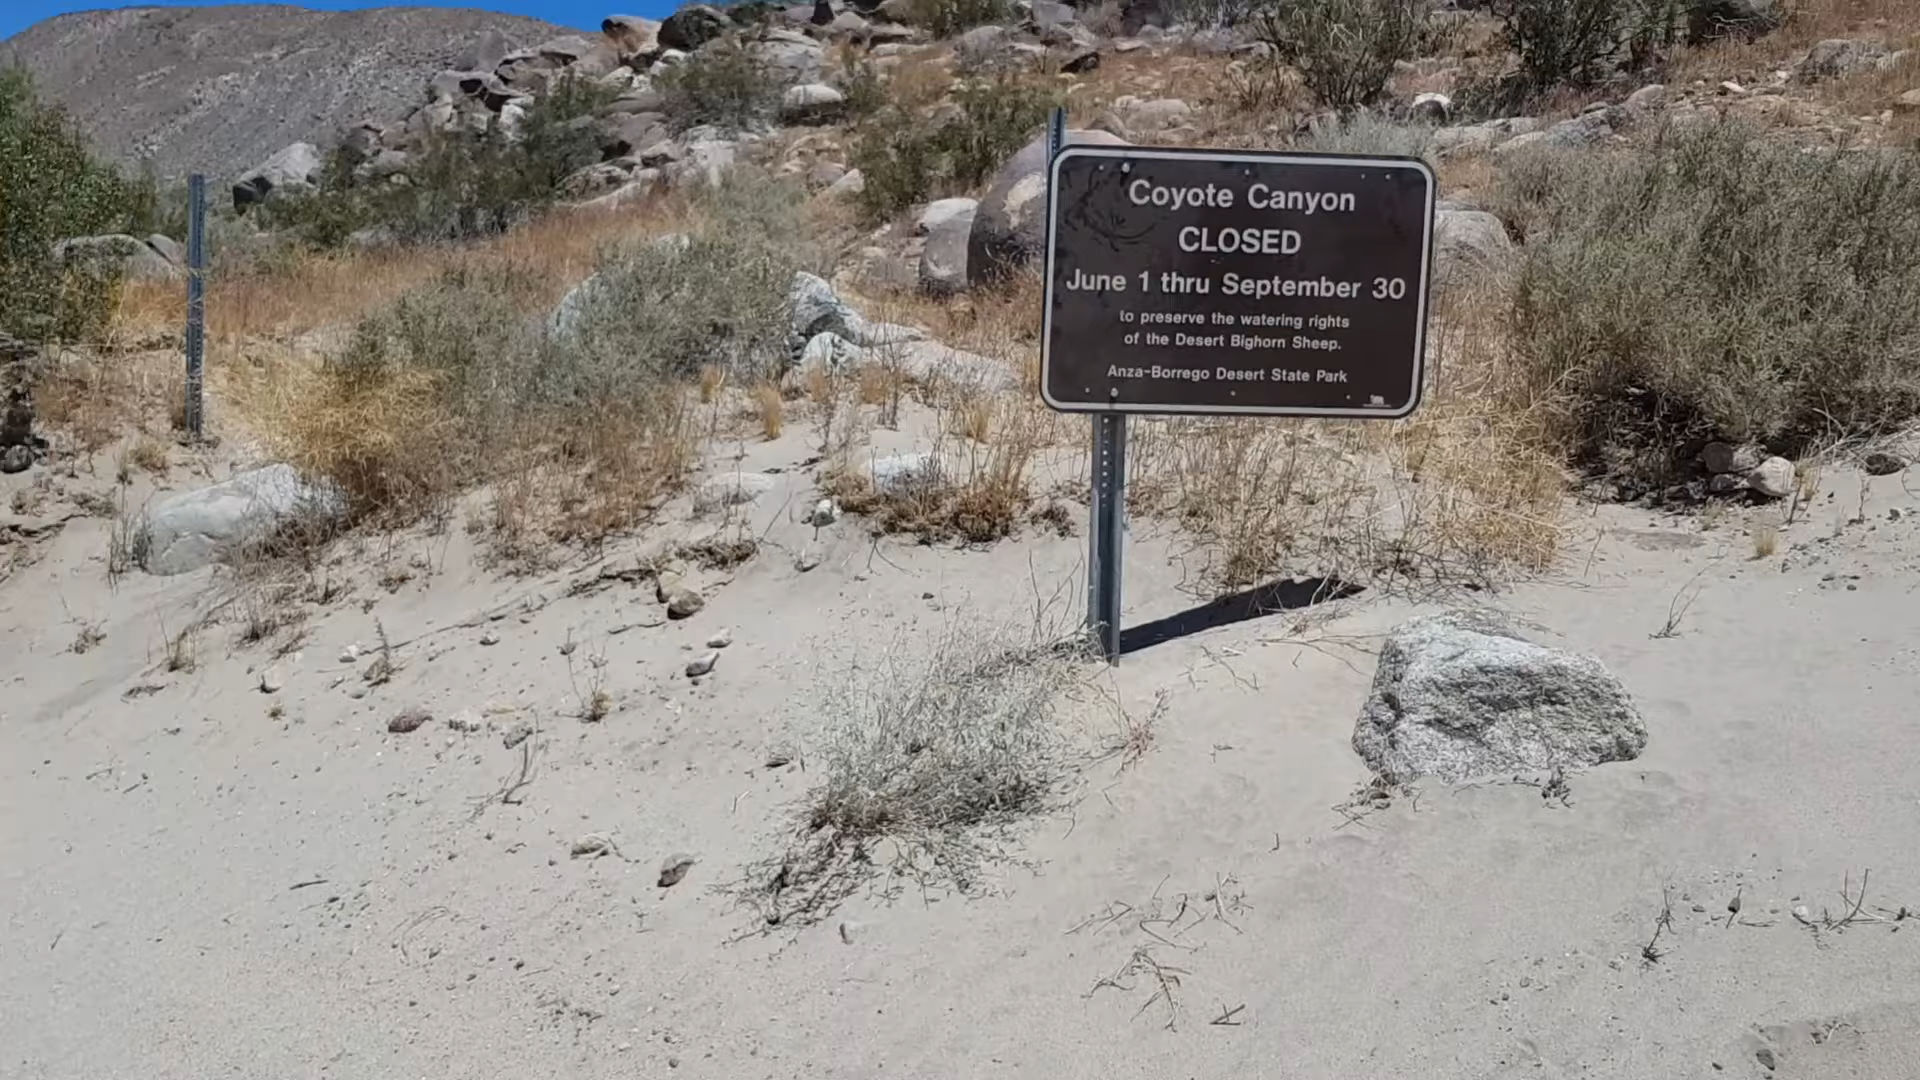 Coyote Canyon
CLOSED
June 1 thru September 30
to preserve the watering rights
of the Desert Bighorn Sheep.
Anza-Borrego Desert State Park